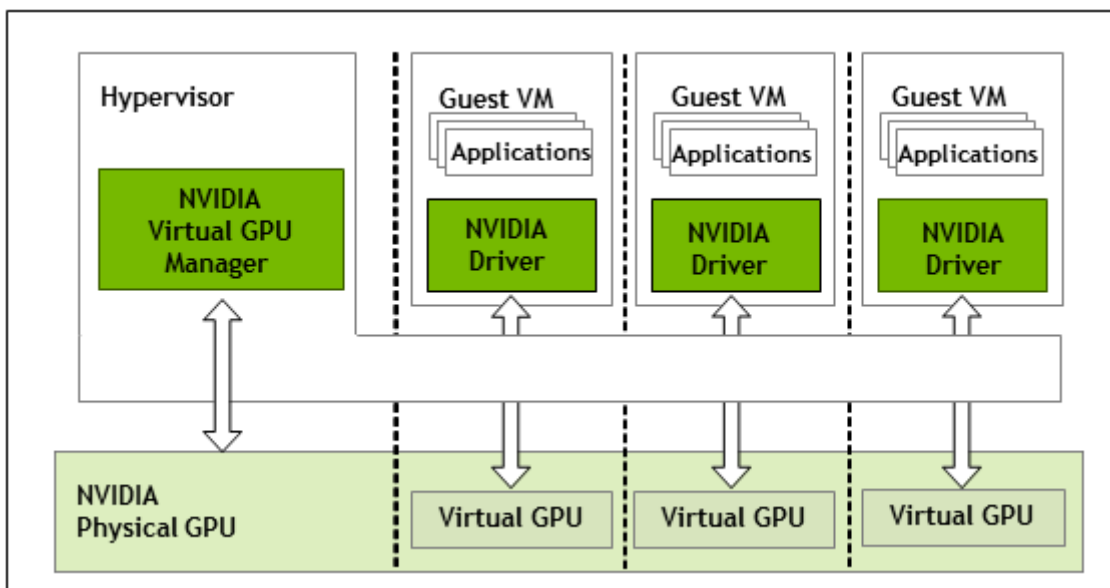 Hypervisor
NVIDIA
Virtual GPU
Manager
Guest VM
Applications
NVIDIA
Driver
Guest VM
Applications
NVIDIA
Driver
Guest VM
Applications
NVIDIA
Driver
NVIDIA
Physical GPU
Virtual GPU
Virtual GPU
Virtual GPU